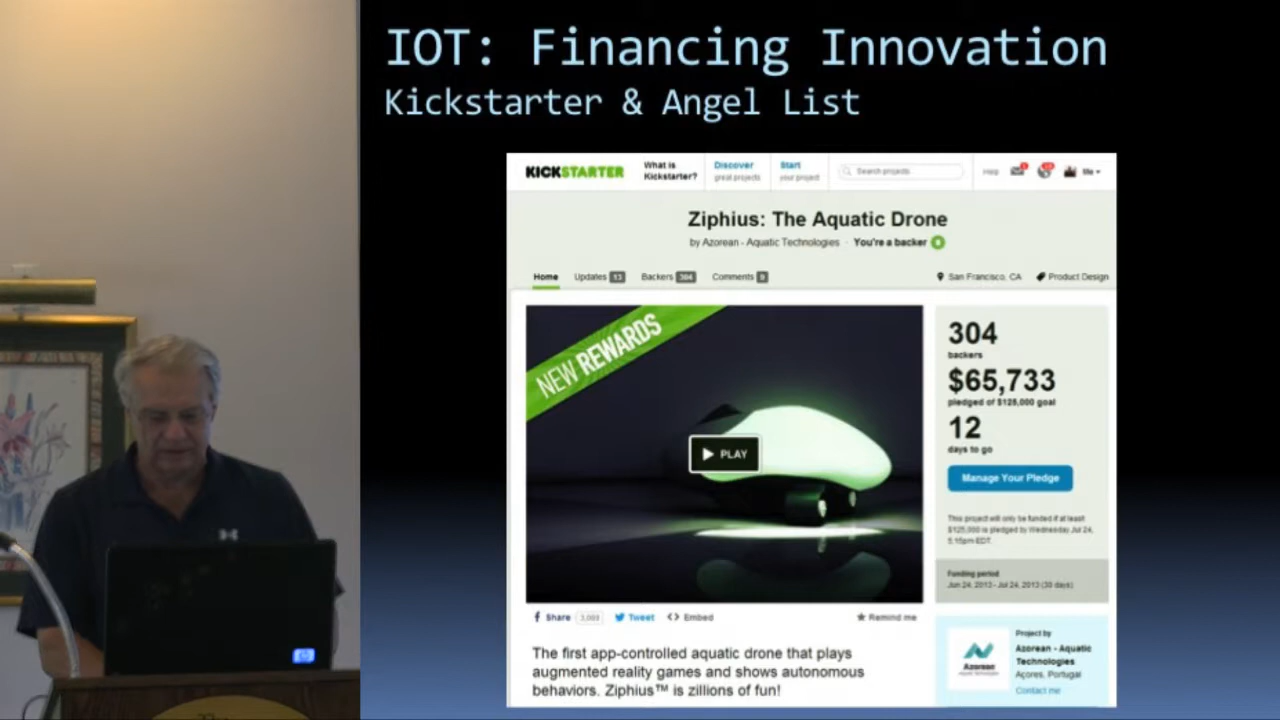 IOT: Financing Innovation
Kickstarter & Angel List
KICKSTARTER
What is
Kickstarter?
Discover
great projects
Start
your project
Search projects
Help
Me
Ziphius: The Aquatic Drone
by Azorean - Aquatic Technologies · You're a backer
Home
Updates 13
Backers 304
Comments 9
San Francisco, CA
Product Design
NEW REWARDS
PLAY
304
backers
$65,733
pledged of $125,000 goal
12
days to go
Manage Your Pledge
This project will only be funded if at least
$125,000 is pledged by Wednesday Jul 24,
5:15pm EDT.
Funding period
Jun 24, 2013 - Jul 24, 2013 (30 days)
Share
Tweet
Embed
Remind me
The first app-controlled aquatic drone that plays
augmented reality games and shows autonomous
behaviors. Ziphius™ is zillions of fun!
Azorean
Project by
Azorean - Aquatic
Technologies
Açores, Portugal
Contact me